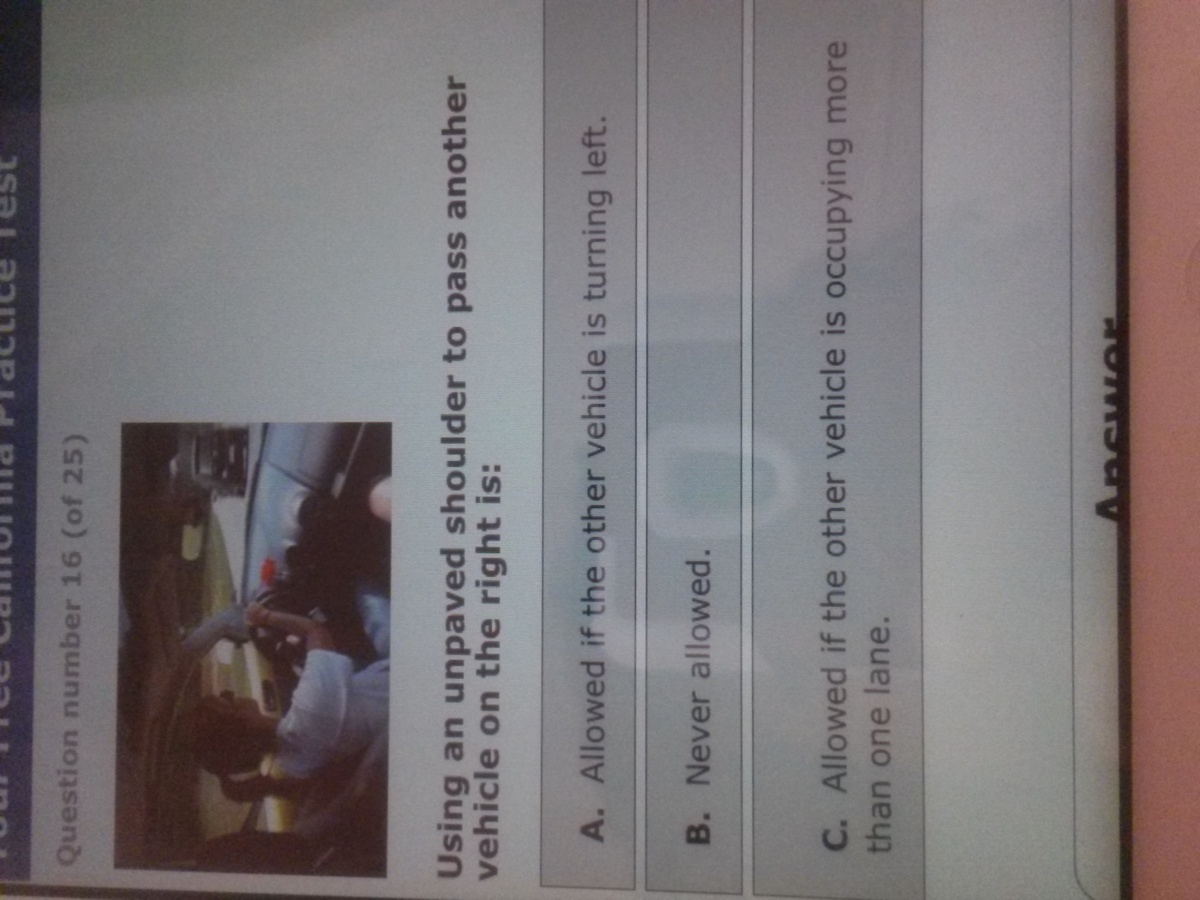 Your Free California Practice Test
Question number 16 (of 25)
Using an unpaved shoulder to pass another
vehicle on the right is:
A. Allowed if the other vehicle is turning left.
B. Never allowed.
C. Allowed if the other vehicle is occupying more
than one lane.
Answer